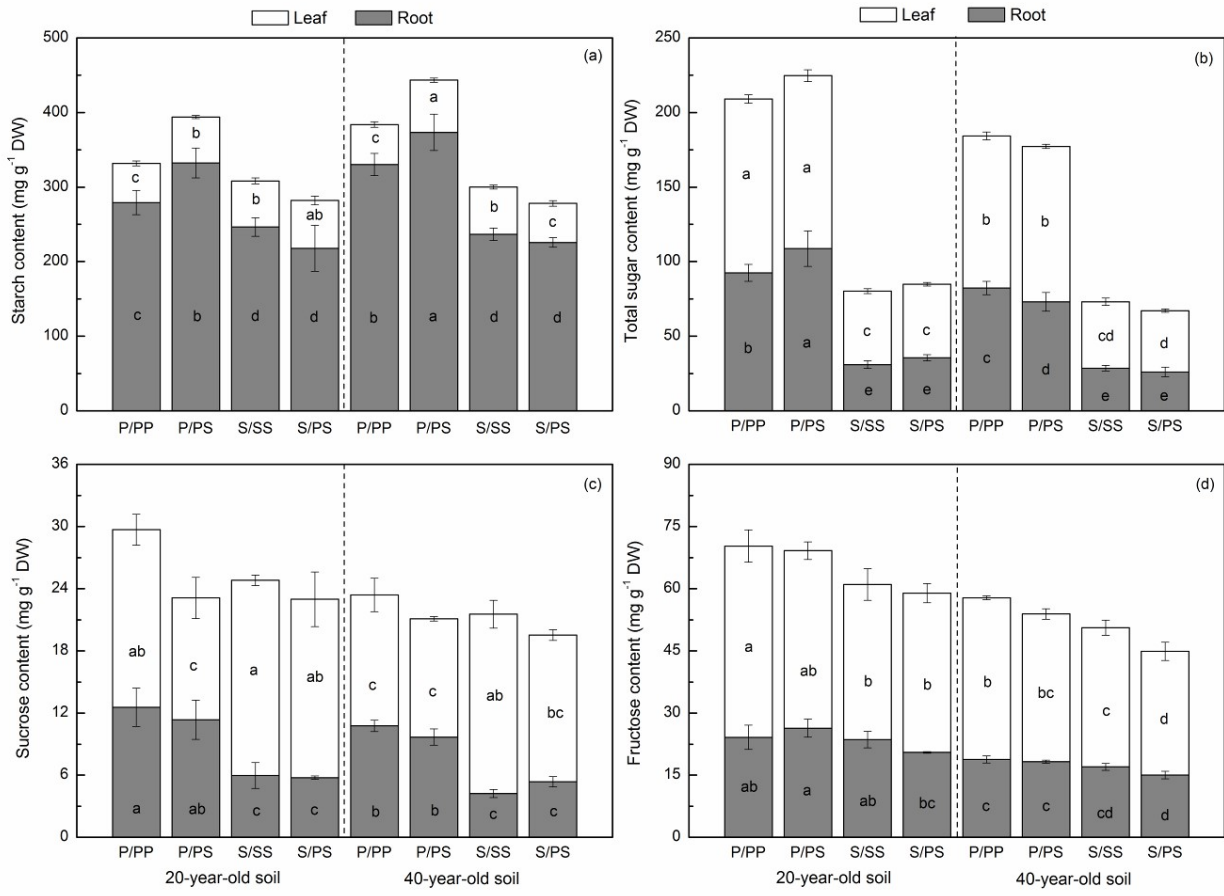 Leaf Root
Leaf Root
500
400
300
200
100
0
Starch content (mg g-1 DW)
(a)
c b b ab c a b c
c b d d b a d d
P/PP P/PS S/SS S/PS P/PP P/PS S/SS S/PS
250
200
150
100
50
0
Total sugar content (mg g-1 DW)
(b)
a a c c b b cd d
b a e e c d e e
P/PP P/PS S/SS S/PS P/PP P/PS S/SS S/PS
36
30
24
18
12
6
0
Sucrose content (mg g-1 DW)
(c)
ab c a ab c c ab bc
a ab c c b b c c
P/PP P/PS S/SS S/PS P/PP P/PS S/SS S/PS
20-year-old soil 40-year-old soil
90
75
60
45
30
15
0
Fructose content (mg g-1 DW)
(d)
a ab b b b bc c d
ab a ab bc c c cd d
P/PP P/PS S/SS S/PS P/PP P/PS S/SS S/PS
20-year-old soil 40-year-old soil